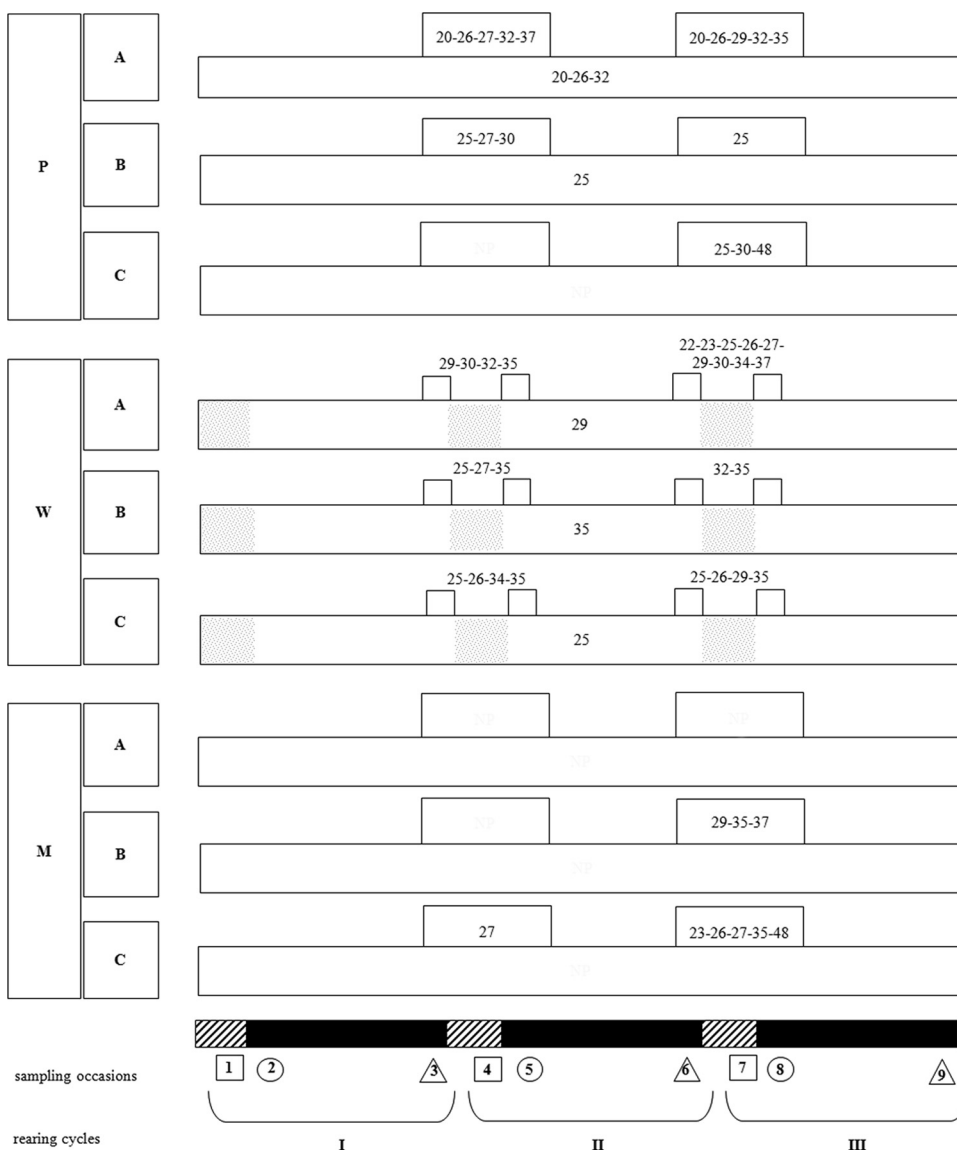 20-26-27-32-37
20-26-29-32-35
A
20-26-32
P
25-27-30
25
B
25
NP
25-30-48
C
NP
22-23-25-26-27-
29-30-34-37
29-30-32-35
A
29
25-27-35
32-35
W
B
35
25-26-34-35
25-26-29-35
C
25
NP
NP
A
NP
NP
29-35-37
M
B
NP
27
23-26-27-35-48
C
NP
sampling occasions
1 2 3 4 5 6 7 8 9
rearing cycles
I II III